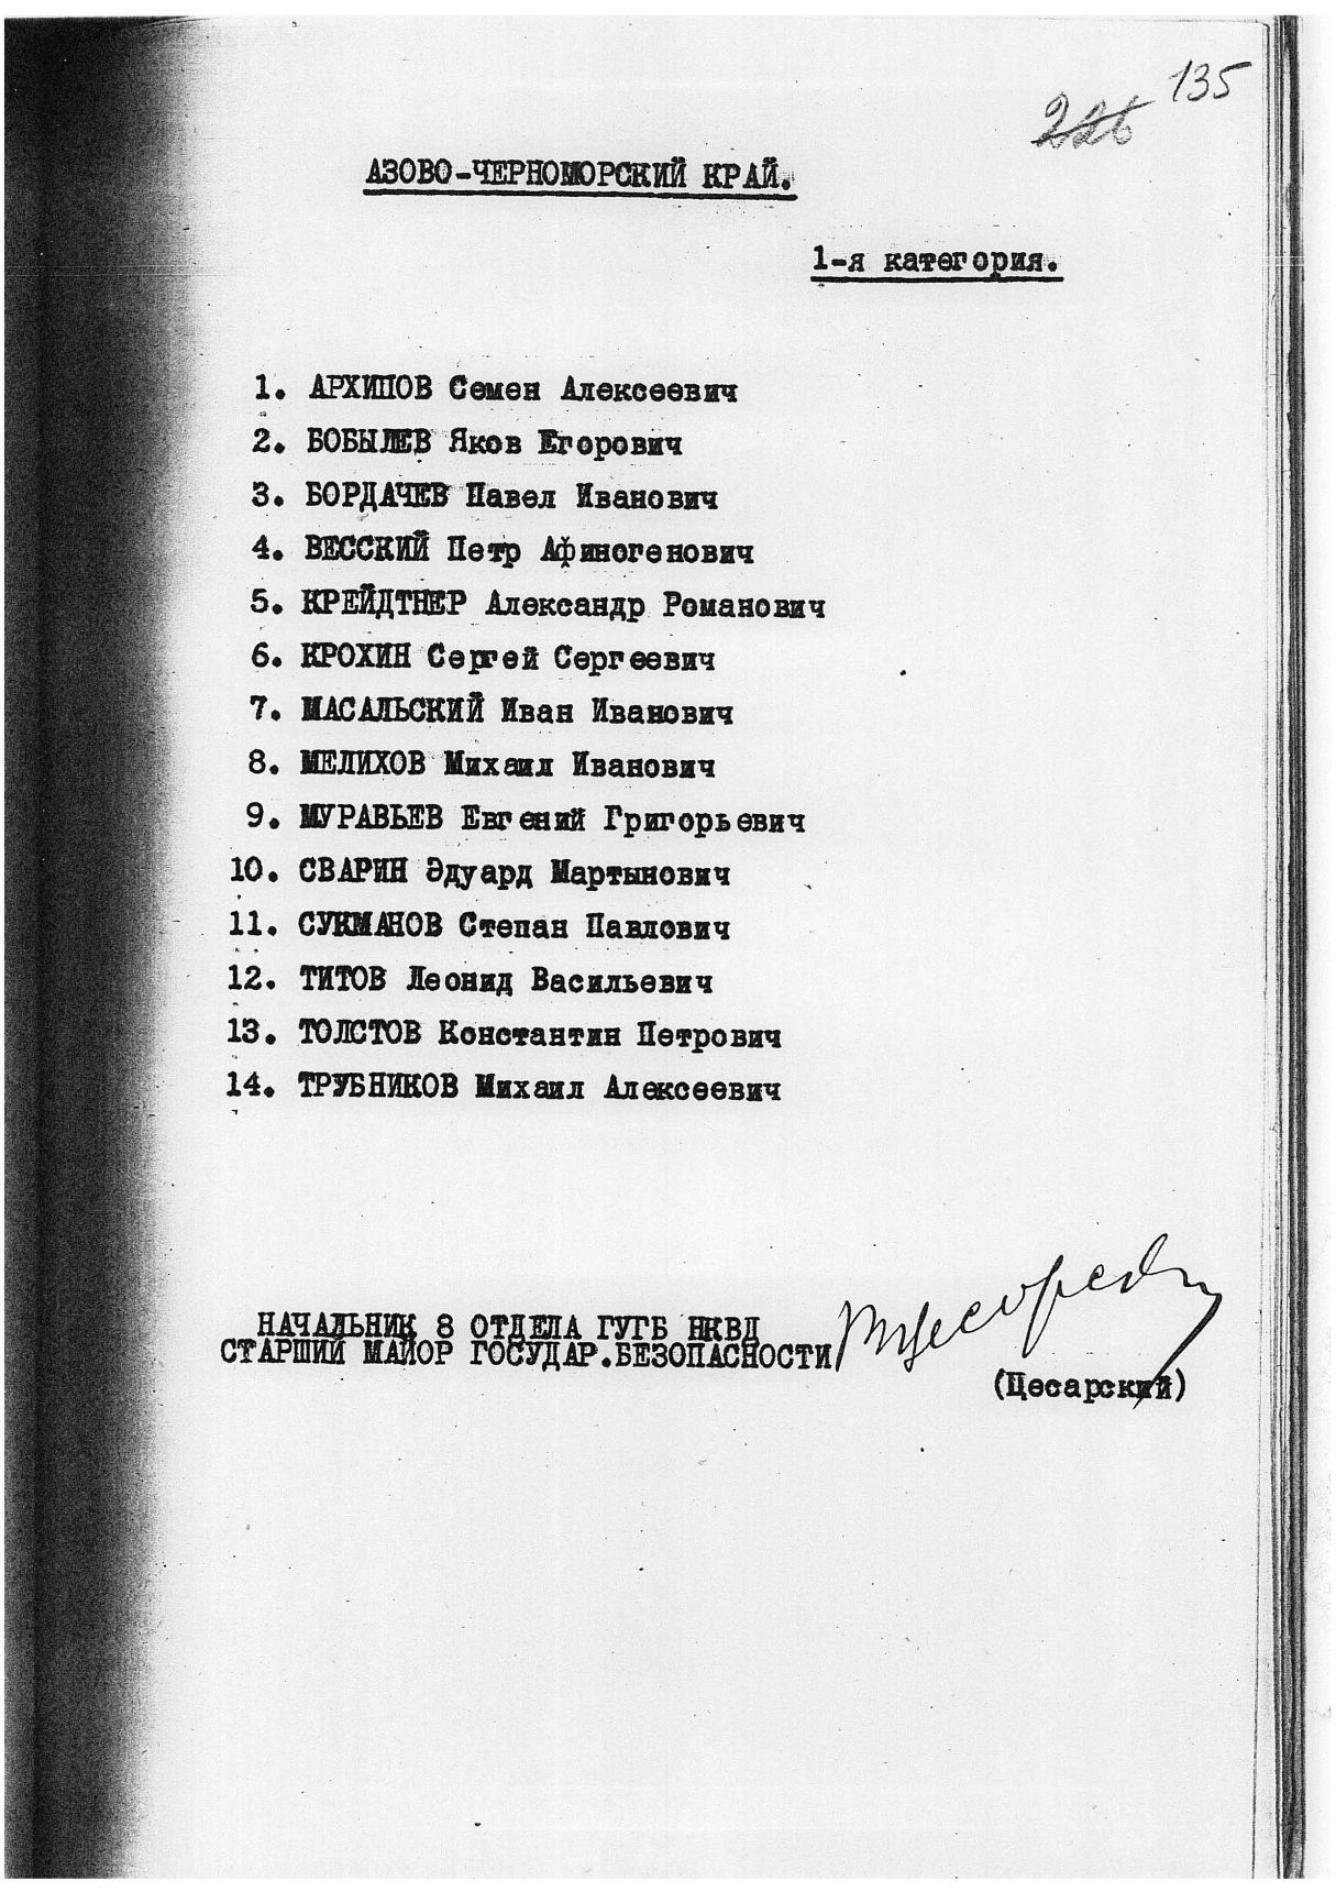 135
226
АЗОВО-ЧЕРНОМОРСКИЙ КРАЙ.
1-я категория.
1. АРХИПОВ Семен Алексеевич
2. БОБЫЛЕВ Яков Егорович
3. БОРДАЧЕВ Павел Иванович
4. ВЕССКИЙ Петр Афиногенович
5. КРЕЙДТНЕР Александр Романович
6. КРОХИН Сергей Сергеевич
7. МАСАЛЬСКИЙ Иван Иванович
8. МЕЛИХОВ Михаил Иванович
9. МУРАВЬЕВ Евгений Григорьевич
10. СВАРИН Эдуард Мартынович
11. СУКМАНОВ Степан Павлович
12. ТИТОВ Леонид Васильевич
13. ТОЛСТОВ Константин Петрович
14. ТРУБНИКОВ Михаил Алексеевич
НАЧАЛЬНИК 8 ОТДЕЛА ГУГБ НКВД
СТАРШИЙ МАЙОР ГОСУДАР.БЕЗОПАСНОСТИ
(Цесарский)